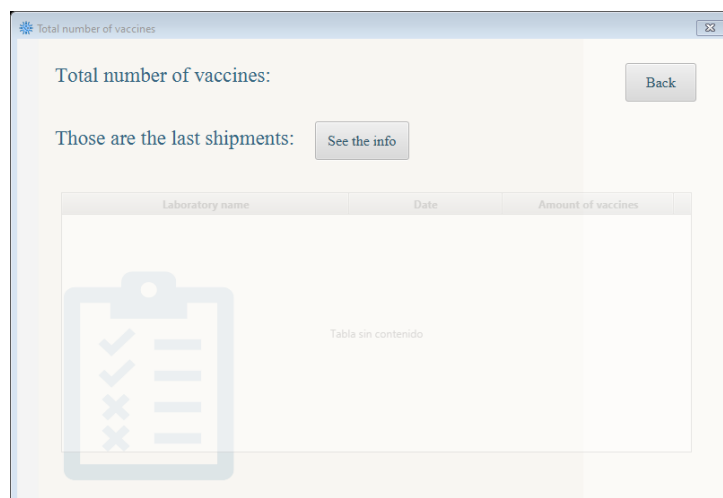 Total number of vaccines
Total number of vaccines:
Back
Those are the last shipments: See the info
Laboratory name Date Amount of vaccines
Tabla sin contenido